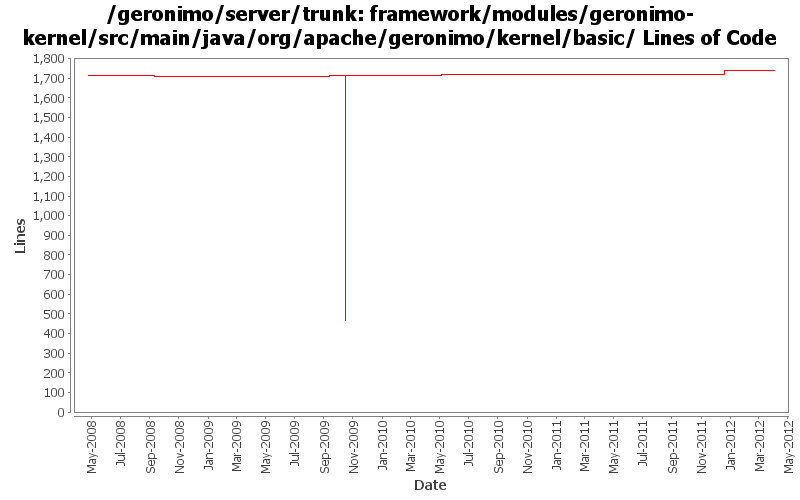 /geronimo/server/trunk: framework/modules/geronimo-
kernel/src/main/java/org/apache/geronimo/kernel/basic/ Lines of Code
1,800
1,700
1,600
1,500
1,400
1,300
1,200
1,100
1,000
900
800
700
600
500
400
300
200
100
0
Lines
May-2008
Jul-2008
Sep-2008
Nov-2008
Jan-2009
Mar-2009
May-2009
Jul-2009
Sep-2009
Nov-2009
Jan-2010
Mar-2010
May-2010
Jul-2010
Sep-2010
Nov-2010
Jan-2011
Mar-2011
May-2011
Jul-2011
Sep-2011
Nov-2011
Jan-2012
Mar-2012
May-2012
Date